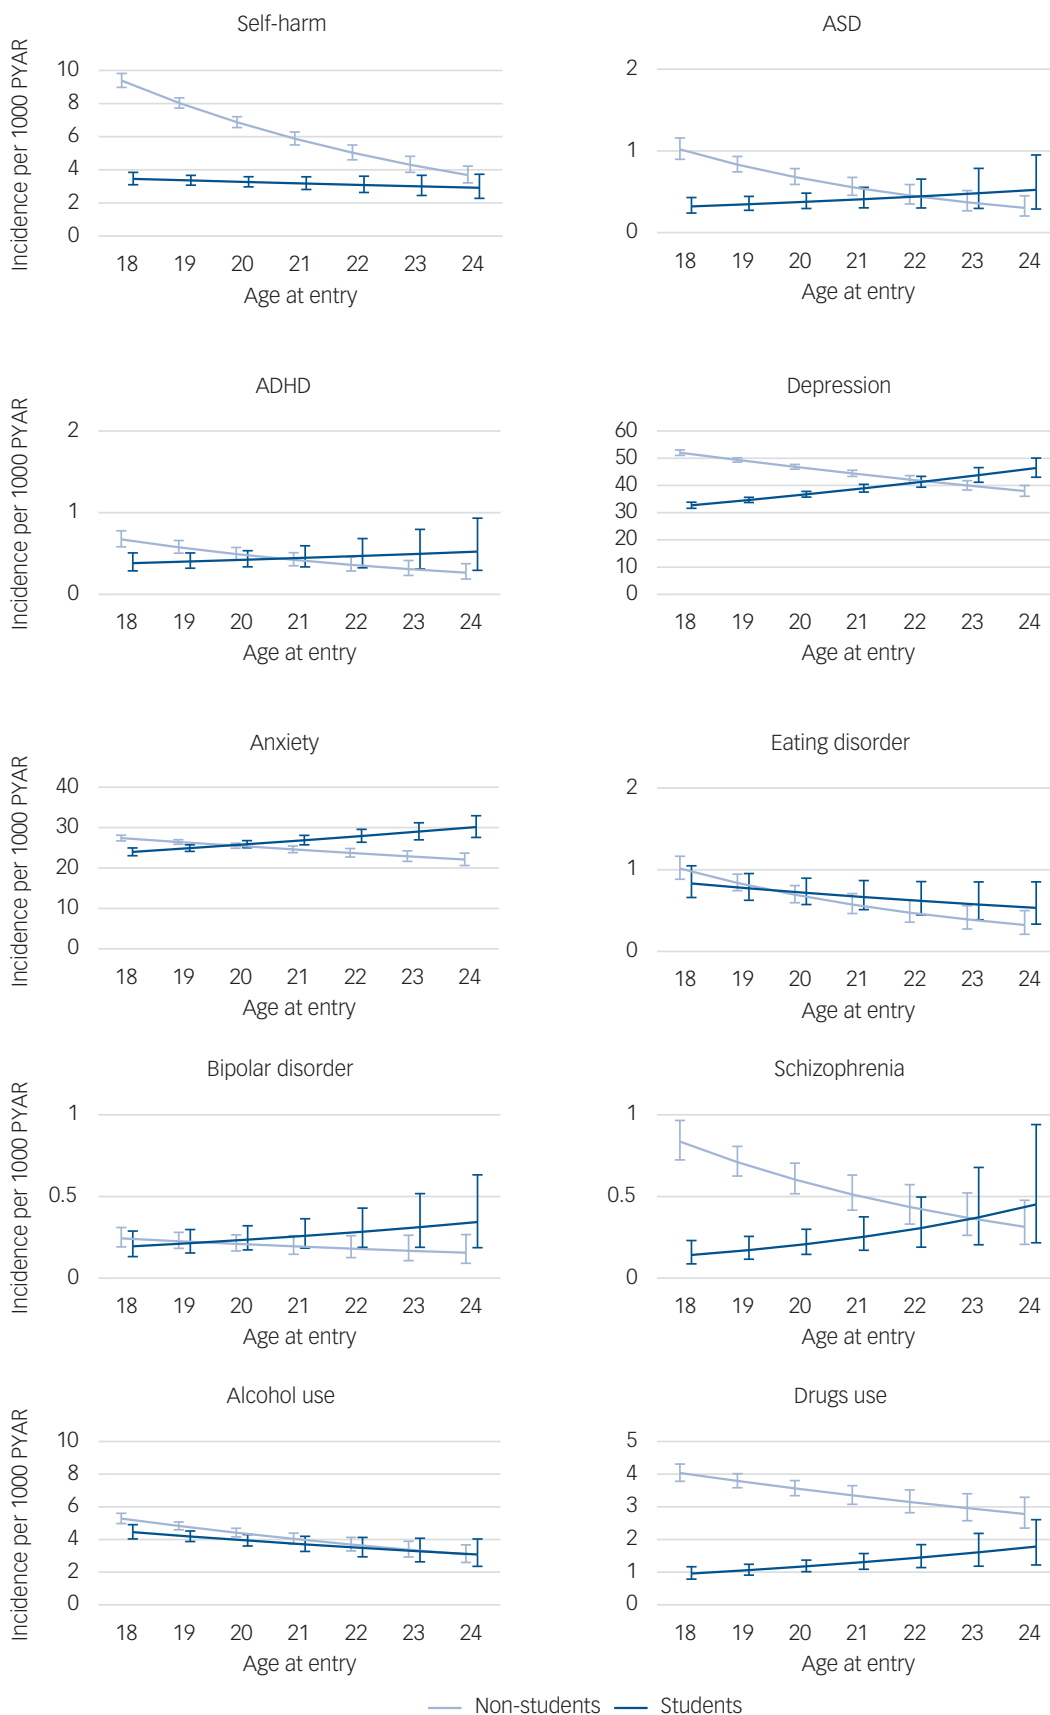 Self-harm
Incidence per 1000 PYAR
10
8
6
4
2
0
18 19 20 21 22 23 24
Age at entry
ASD
2
1
0
18 19 20 21 22 23 24
Age at entry
ADHD
Incidence per 1000 PYAR
2
1
0
18 19 20 21 22 23 24
Age at entry
Depression
60
50
40
30
20
10
0
18 19 20 21 22 23 24
Age at entry
Anxiety
Incidence per 1000 PYAR
40
30
20
10
0
18 19 20 21 22 23 24
Age at entry
Eating disorder
2
1
0
18 19 20 21 22 23 24
Age at entry
Bipolar disorder
Incidence per 1000 PYAR
1
0.5
0
18 19 20 21 22 23 24
Age at entry
Schizophrenia
1
0.5
0
18 19 20 21 22 23 24
Age at entry
Alcohol use
Incidence per 1000 PYAR
10
8
6
4
2
0
18 19 20 21 22 23 24
Age at entry
Drugs use
5
4
3
2
1
0
18 19 20 21 22 23 24
Age at entry
Non-students Students